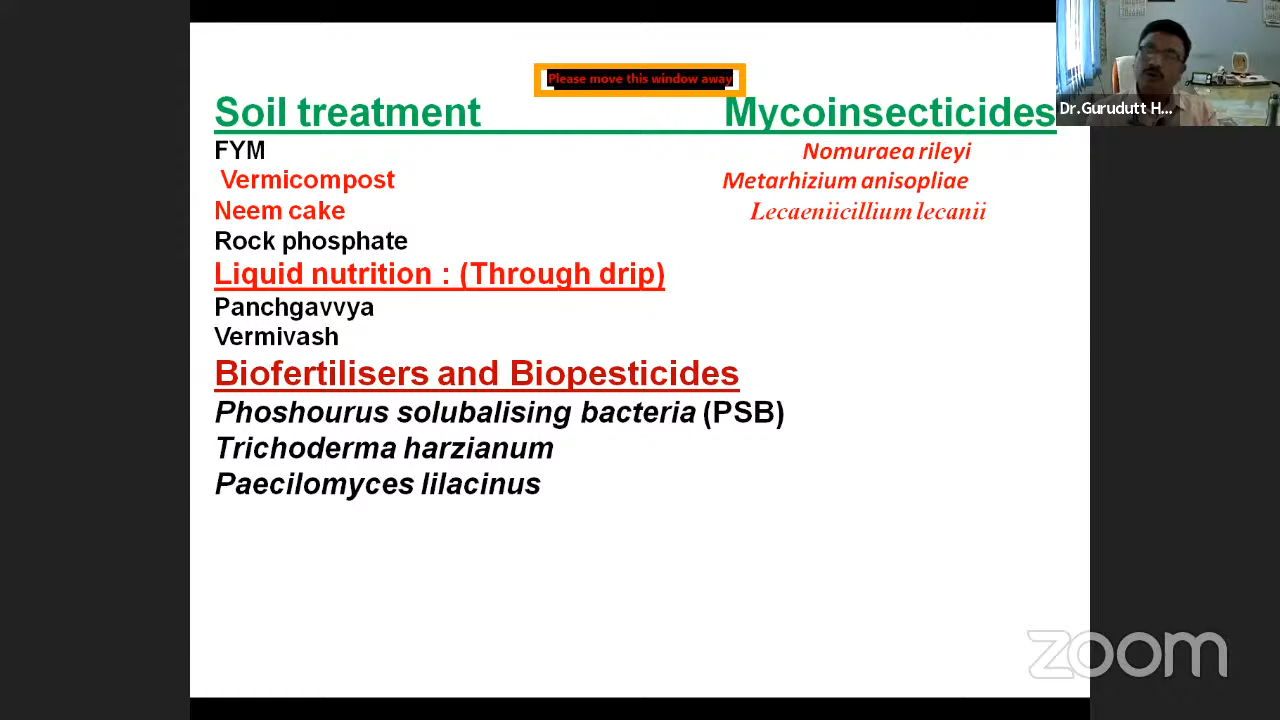 Please move this window away
Dr.Gurudutt H...
Soil treatment Mycoinsecticides
FYM Nomuraea rileyi
Vermicompost Metarhizium anisopliae
Neem cake Lecaeniicillium lecanii
Rock phosphate
Liquid nutrition : (Through drip)
Panchgavvya
Vermivash
Biofertilisers and Biopesticides
Phoshourus solubalising bacteria (PSB)
Trichoderma harzianum
Paecilomyces lilacinus
zoom